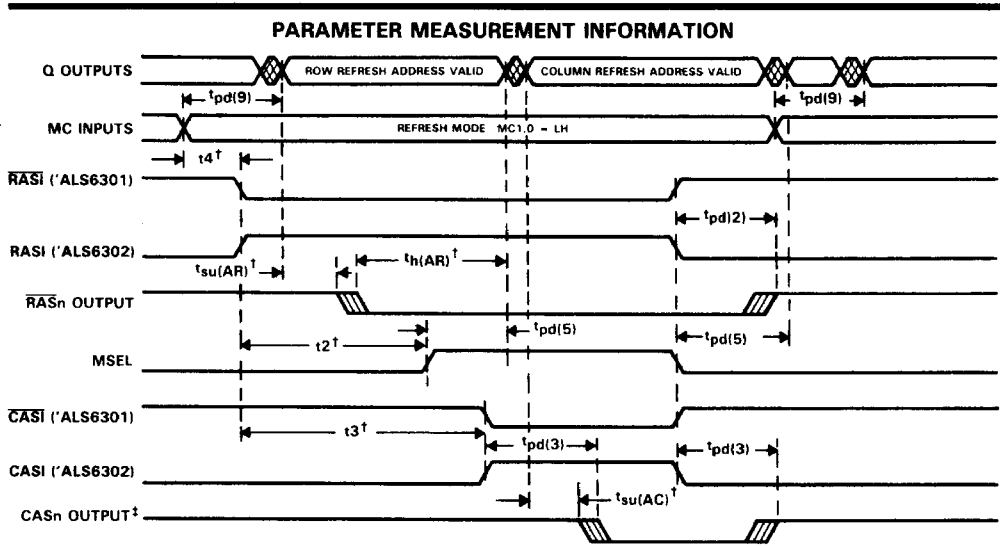 PARAMETER MEASUREMENT INFORMATION
Q OUTPUTS
ROW REFRESH ADDRESS VALID
COLUMN REFRESH ADDRESS VALID
tpd(9)
tpd(9)
MC INPUTS
REFRESH MODE MC1,0 – LH
t4†
RASI ('ALS6301)
tpd(2)
RASI ('ALS6302)
tsu(AR)†
th(AR)†
RASn OUTPUT
tpd(5)
tpd(5)
t2†
MSEL
CASI ('ALS6301)
t3†
tpd(3)
tpd(3)
CASI ('ALS6302)
tsu(AC)†
CASn OUTPUT‡